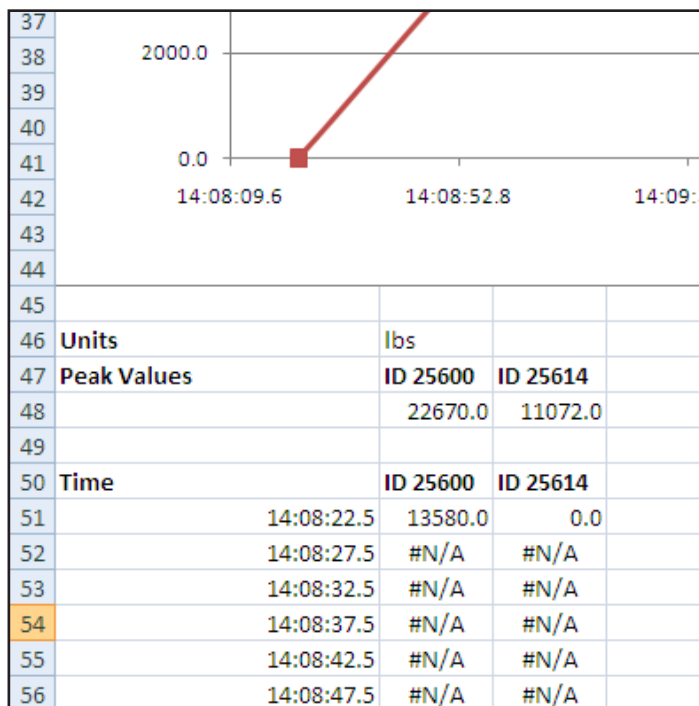 37
38 2000.0
39
40
41 0.0
42 14:08:09.6 14:08:52.8 14:09:
43
44
45
46 Units lbs
47 Peak Values ID 25600 ID 25614
48 22670.0 11072.0
49
50 Time ID 25600 ID 25614
51 14:08:22.5 13580.0 0.0
52 14:08:27.5 #N/A #N/A
53 14:08:32.5 #N/A #N/A
54 14:08:37.5 #N/A #N/A
55 14:08:42.5 #N/A #N/A
56 14:08:47.5 #N/A #N/A